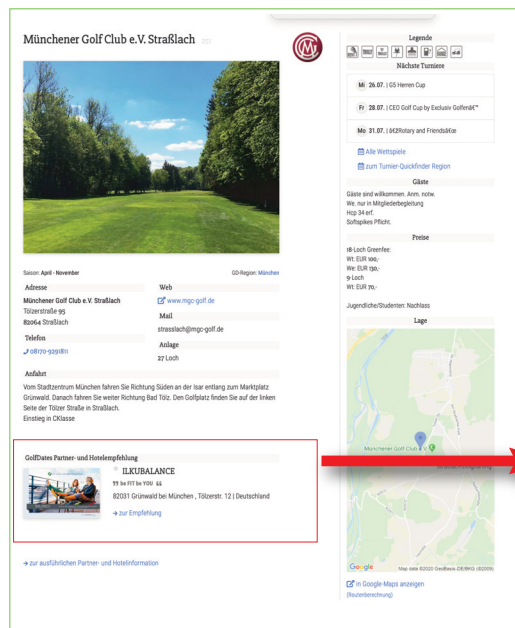 Münchener Golf Club e.V. Straßlach
Saison: April - November
GD-Region: München
Adresse
Münchener Golf Club e.V. Straßlach
Tölzerstraße 95
82064 Straßlach
Telefon
08170-9291811
Web
www.mgc-golf.de
Mail
strasslach@mgc-golf.de
Anlage
27 Loch
Anfahrt
Vom Stadtzentrum München fahren Sie Richtung Süden an der Isar entlang zum Marktplatz
Grünwald. Danach fahren Sie weiter Richtung Bad Tölz. Den Golfplatz finden Sie auf der linken
Seite der Tölzer Straße in Straßlach.
Einstieg in CKlasse
GolfDates Partner- und Hotelempfehlung
ILKUBALANCE
be FIT be YOU
82031 Grünwald bei München , Tölzerstr. 12 | Deutschland
→ zur Empfehlung
→ zur ausführlichen Partner- und Hotelinformation
Legende
Nächste Turniere
Mi 26.07. | GS Herren Cup
Fr 28.07. | CEO Golf Cup by Exclusiv Golfenâ€™
Mo 31.07. | â€žRotary and Friendsâ€œ
Alle Wettspiele
zum Turnier-Quickfinder Region
Gäste
Gäste sind willkommen. Anm. notw.
We. nur in Mitgliederbegleitung
Hcp 34 erf.
Softspikes Pflicht.
Preise
18-Loch Greenfee:
Wt: EUR 100,-
We: EUR 130,-
9-Loch
Wt: EUR 70,-
Jugendliche/Studenten: Nachlass
Lage
Münchener Golf Club e.V.
Google
Map data ©2020 GeoBasis-DE/BKG (©2009)
in Google-Maps anzeigen
(Routenberechnung)